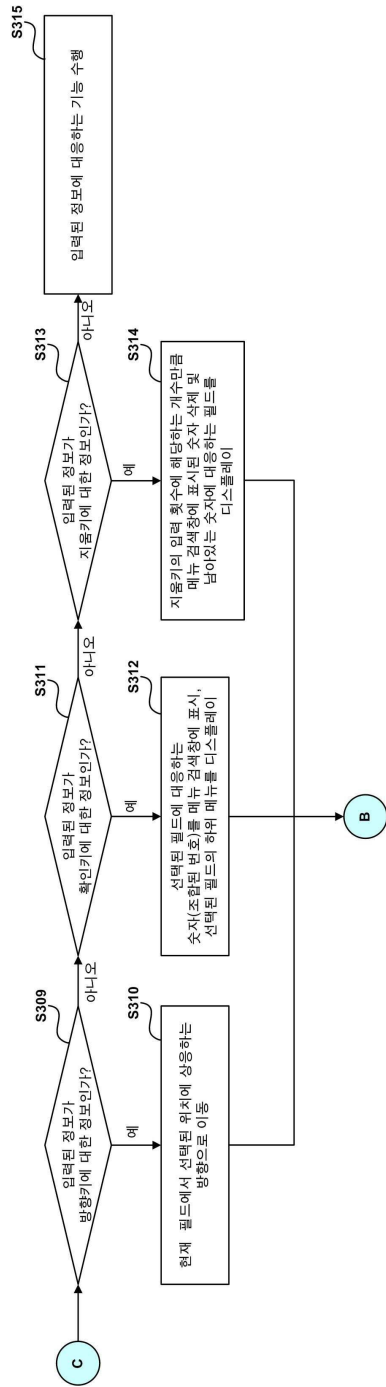 C
S309
입력된 정보가
방향키에 대한 정보인가?
아니오
예
S310
현재 필드에서 선택된 위치에 상응하는
방향으로 이동
S311
입력된 정보가
확인키에 대한 정보인가?
아니오
예
S312
선택된 필드에 대응하는
숫자(조합된 번호)를 메뉴 검색창에 표시,
선택된 필드의 하위 메뉴를 디스플레이
S313
입력된 정보가
지움키에 대한 정보인가?
아니오
예
S314
지움키의 입력 횟수에 해당하는 개수만큼
메뉴 검색창에 표시된 숫자 삭제 및
남아있는 숫자에 대응하는 필드를
디스플레이
S315
입력된 정보에 대응하는 기능 수행
B